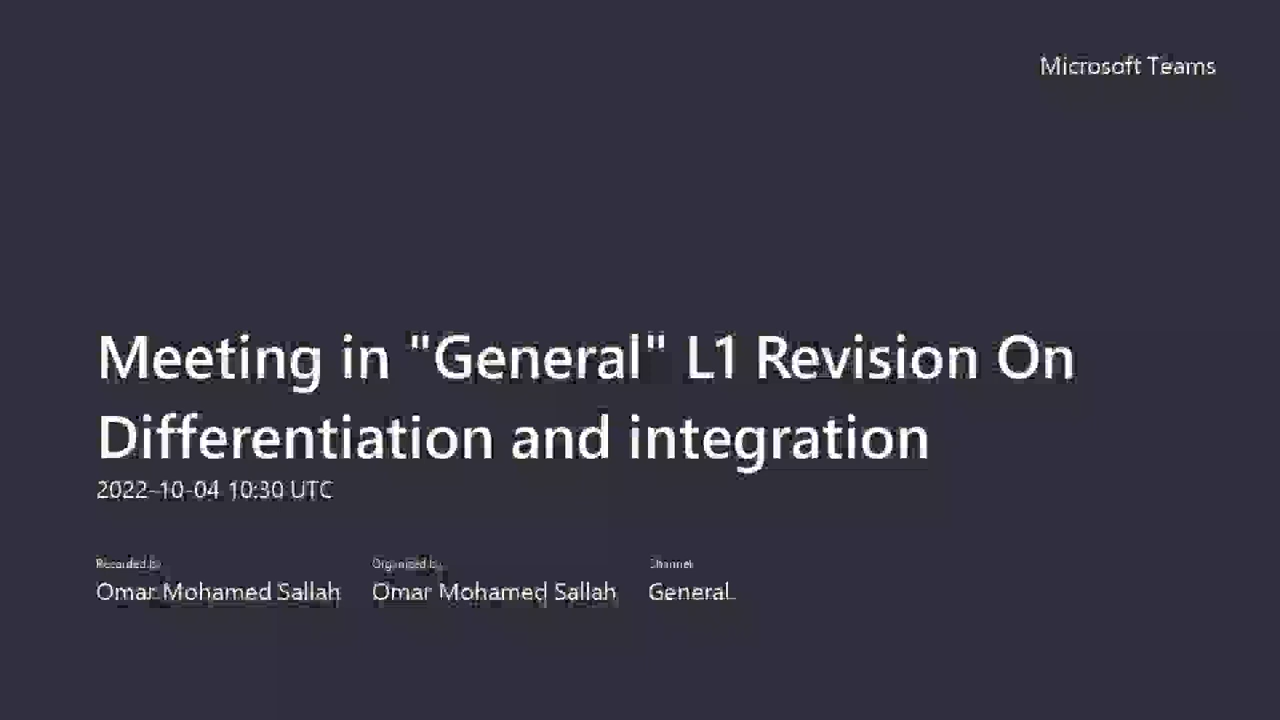 Microsoft Teams
Meeting in "General" L1 Revision On
Differentiation and integration
2022-10-04 10:30 UTC
Recorded by Organized by Channel
Omar Mohamed Sallah Omar Mohamed Sallah General